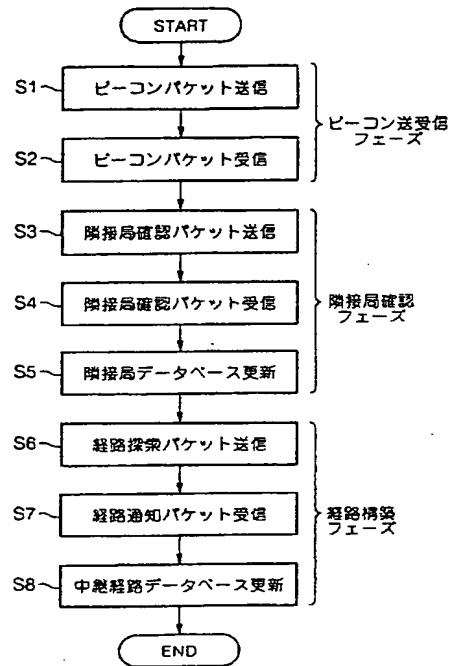 START
S1
ビーコンパケット送信
S2
ビーコンパケット受信
ビーコン送受信
フェーズ
S3
隣接局確認パケット送信
S4
隣接局確認パケット受信
S5
隣接局データベース更新
隣接局確認
フェーズ
S6
経路探索パケット送信
S7
経路通知パケット受信
S8
中継経路データベース更新
経路構築
フェーズ
END